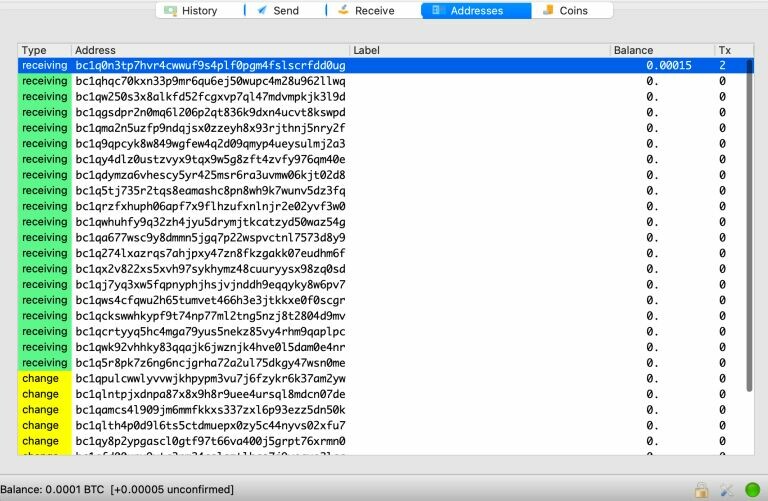 History Send Receive Addresses Coins
Type Address Label Balance Tx
receiving bc1q0n3tp7hvr4cwwuf9s4plf0pgm4fslscrfdd0ug 0.00015 2
receiving bc1qhqc70kxn33p9mr6qu6ej50wupc4m28u962llwq 0. 0
receiving bc1qw250s3x8alkfd52fcgxvp7ql47mdvmpkjk3l9d 0. 0
receiving bc1qgsdpr2n0mq6l206p2qt836k9dxn4ucvt8kswpd 0. 0
receiving bc1qma2n5uzfp9ndqjsx0zzeyh8x93rjthnj5nry2f 0. 0
receiving bc1q9qpcyk8w849wgfew4q2d09qmyp4ueysulmj2a3 0. 0
receiving bc1qy4dlz0ustzvyx9tqx9w5g8zft4zvfy976qm40e 0. 0
receiving bc1qdymza6vhescy5yr425msr6ra3uvmw06kjt02d8 0. 0
receiving bc1q5tj735r2tqs8eamashc8pn8wh9k7wunv5dz3fq 0. 0
receiving bc1qrzfxhuph06apf7x9flhzufxnlnjr2e02yvf3w0 0. 0
receiving bc1qwhuhfy9q32zh4jyu5drymjtkcatzyd50waz54g 0. 0
receiving bc1qa677wsc9y8dmmn5jgq7p22wspvctnl7573d8y9 0. 0
receiving bc1q274lxazrqs7ahjpxy47zn8fkzgakk07eudhm6f 0. 0
receiving bc1qx2v822xs5xvh97sykhymz48cuuryysx98zq0sd 0. 0
receiving bc1qj7yq3xw5fqpnyphjhsjvjnddh9eqqyky8w6pv7 0. 0
receiving bc1qws4cfqwu2h65tumvet466h3e3jtkkxe0f0scgr 0. 0
receiving bc1qckswwhkypf9t74np77ml2tng5nzj8t2804d9mv 0. 0
receiving bc1qcrtyyq5hc4mga79yus5nekz85vy4rhm9qaplpc 0. 0
receiving bc1qwk92vhhky83qqajk6jwznjk4hve0l5dam0e4nr 0. 0
receiving bc1q5r8pk7z6ng6ncjgrha72a2ul75dkgy47wsn0me 0. 0
change bc1qpulcwwlyvvwjkhpypm3vu7j6fzykr6k37am2yw 0. 0
change bc1qlntpjxdnpa87x8x9h8r9uee4ursql8mdcn07de 0. 0
change bc1qamcs4l909jm6mmfkkxs337zxl6p93ezz5dn50k 0. 0
change bc1qlth4p0d9l6ts5ctdmuepx0zy5c44nyvs02xfu7 0. 0
change bc1qy8p2ypgascl0gtf97t66va400j5grpt76xrmn0 0. 0
Balance: 0.0001 BTC [+0.00005 unconfirmed]